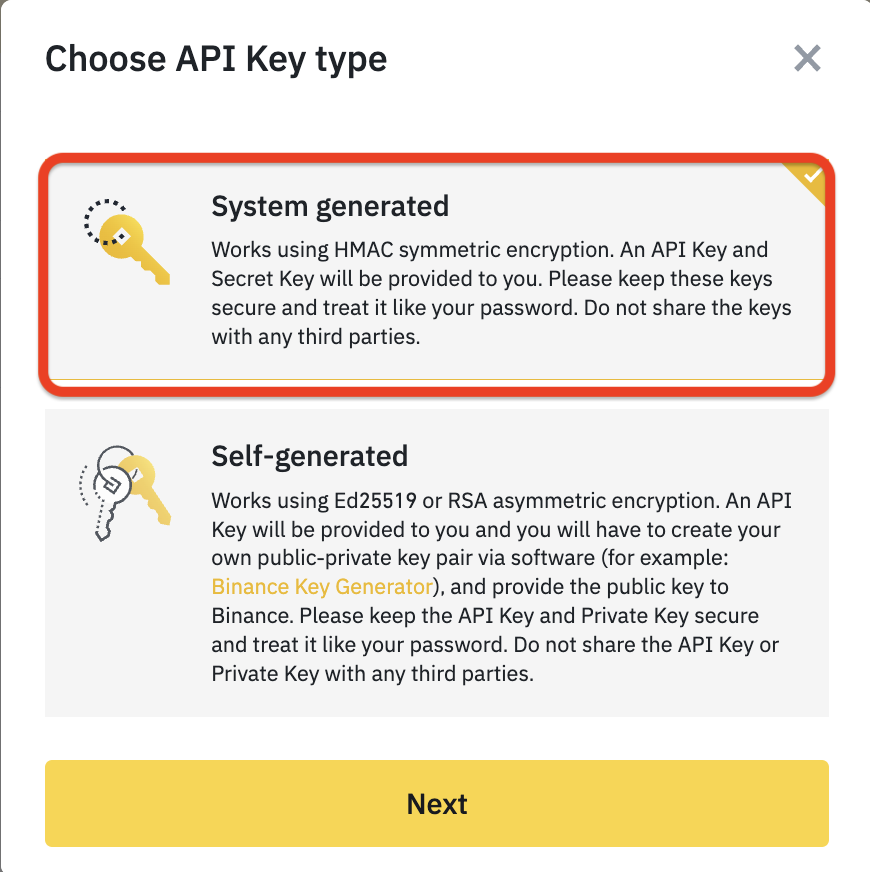 Choose API Key type
System generated
Works using HMAC symmetric encryption. An API Key and
Secret Key will be provided to you. Please keep these keys
secure and treat it like your password. Do not share the keys
with any third parties.
Self-generated
Works using Ed25519 or RSA asymmetric encryption. An API
Key will be provided to you and you will have to create your
own public-private key pair via software (for example:
Binance Key Generator), and provide the public key to
Binance. Please keep the API Key and Private Key secure
and treat it like your password. Do not share the API Key or
Private Key with any third parties.
Next